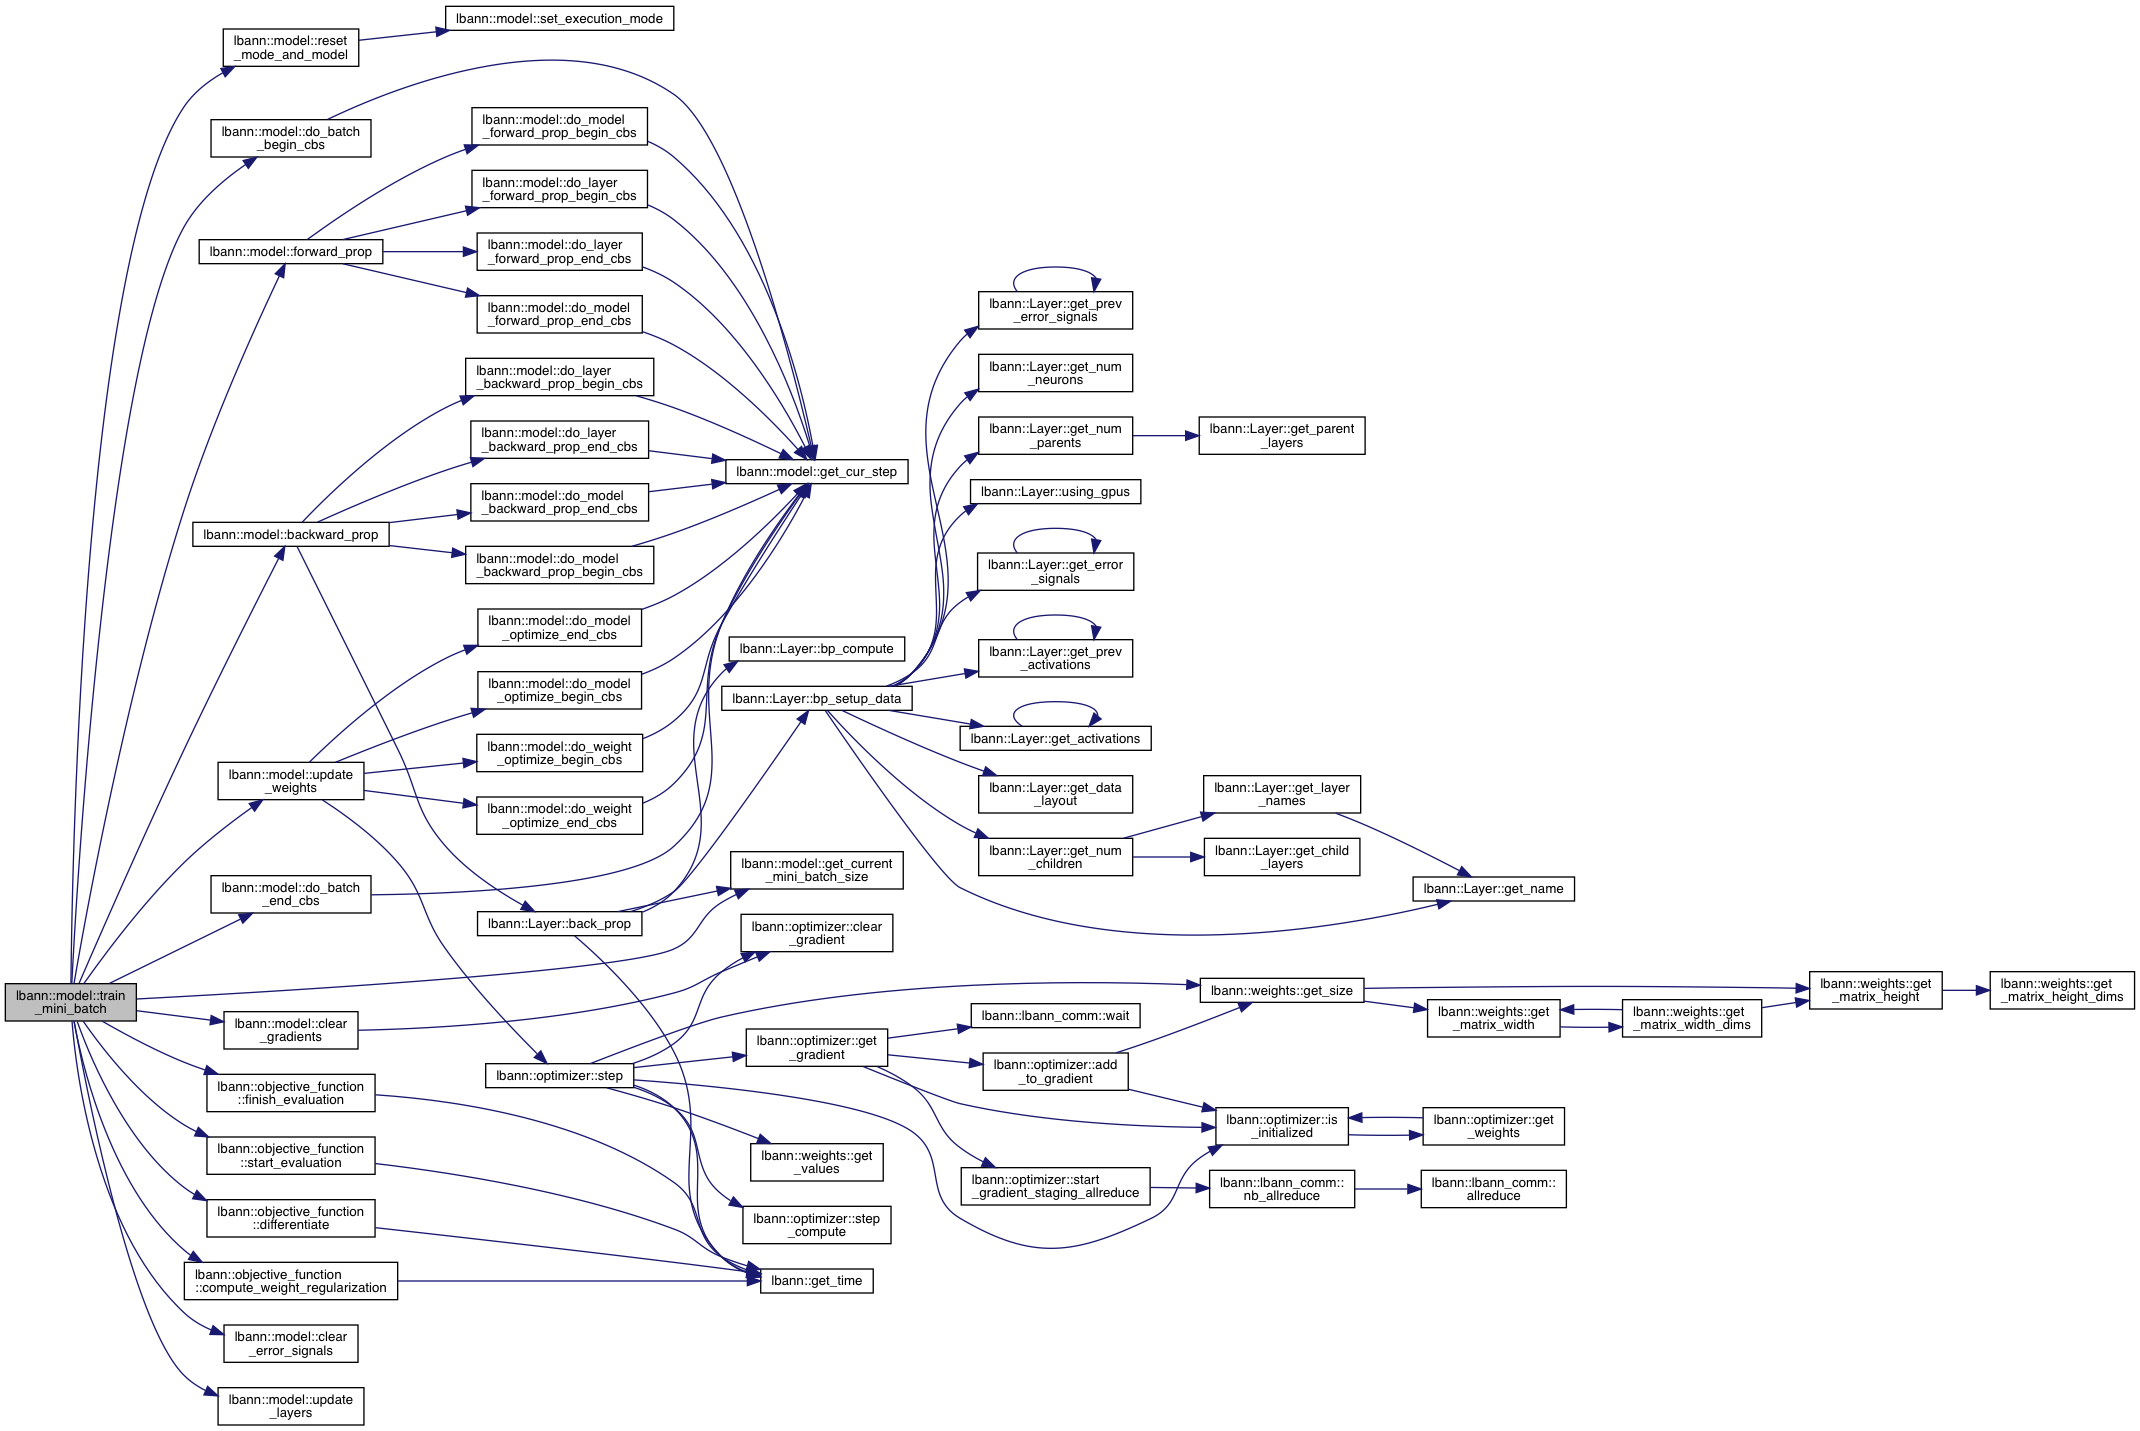 lbann::model::train
_mini_batch
lbann::model::reset
_mode_and_model
lbann::model::set_execution_mode
lbann::model::do_batch
_begin_cbs
lbann::model::forward_prop
lbann::model::do_model
_forward_prop_begin_cbs
lbann::model::do_layer
_forward_prop_begin_cbs
lbann::model::do_layer
_forward_prop_end_cbs
lbann::model::do_model
_forward_prop_end_cbs
lbann::model::backward_prop
lbann::model::do_layer
_backward_prop_begin_cbs
lbann::model::do_layer
_backward_prop_end_cbs
lbann::model::do_model
_backward_prop_end_cbs
lbann::model::do_model
_backward_prop_begin_cbs
lbann::model::get_cur_step
lbann::model::update
_weights
lbann::model::do_model
_optimize_end_cbs
lbann::model::do_model
_optimize_begin_cbs
lbann::model::do_weight
_optimize_begin_cbs
lbann::model::do_weight
_optimize_end_cbs
lbann::model::do_batch
_end_cbs
lbann::Layer::back_prop
lbann::Layer::bp_compute
lbann::Layer::bp_setup_data
lbann::model::get_current
_mini_batch_size
lbann::optimizer::clear
_gradient
lbann::Layer::get_prev
_error_signals
lbann::Layer::get_num
_neurons
lbann::Layer::get_num
_parents
lbann::Layer::get_parent
_layers
lbann::Layer::using_gpus
lbann::Layer::get_error
_signals
lbann::Layer::get_prev
_activations
lbann::Layer::get_activations
lbann::Layer::get_data
_layout
lbann::Layer::get_num
_children
lbann::Layer::get_layer
_names
lbann::Layer::get_child
_layers
lbann::Layer::get_name
lbann::model::clear
_gradients
lbann::objective_function
::finish_evaluation
lbann::objective_function
::start_evaluation
lbann::objective_function
::differentiate
lbann::objective_function
::compute_weight_regularization
lbann::model::clear
_error_signals
lbann::model::update
_layers
lbann::optimizer::step
lbann::optimizer::get
_gradient
lbann::weights::get
_values
lbann::optimizer::step
_compute
lbann::get_time
lbann::weights::get_size
lbann::lbann_comm::wait
lbann::optimizer::add
_to_gradient
lbann::optimizer::start
_gradient_staging_allreduce
lbann::optimizer::is
_initialized
lbann::optimizer::get
_weights
lbann::lbann_comm::
nb_allreduce
lbann::lbann_comm::
allreduce
lbann::weights::get
_matrix_width
lbann::weights::get
_matrix_width_dims
lbann::weights::get
_matrix_height
lbann::weights::get
_matrix_height_dims